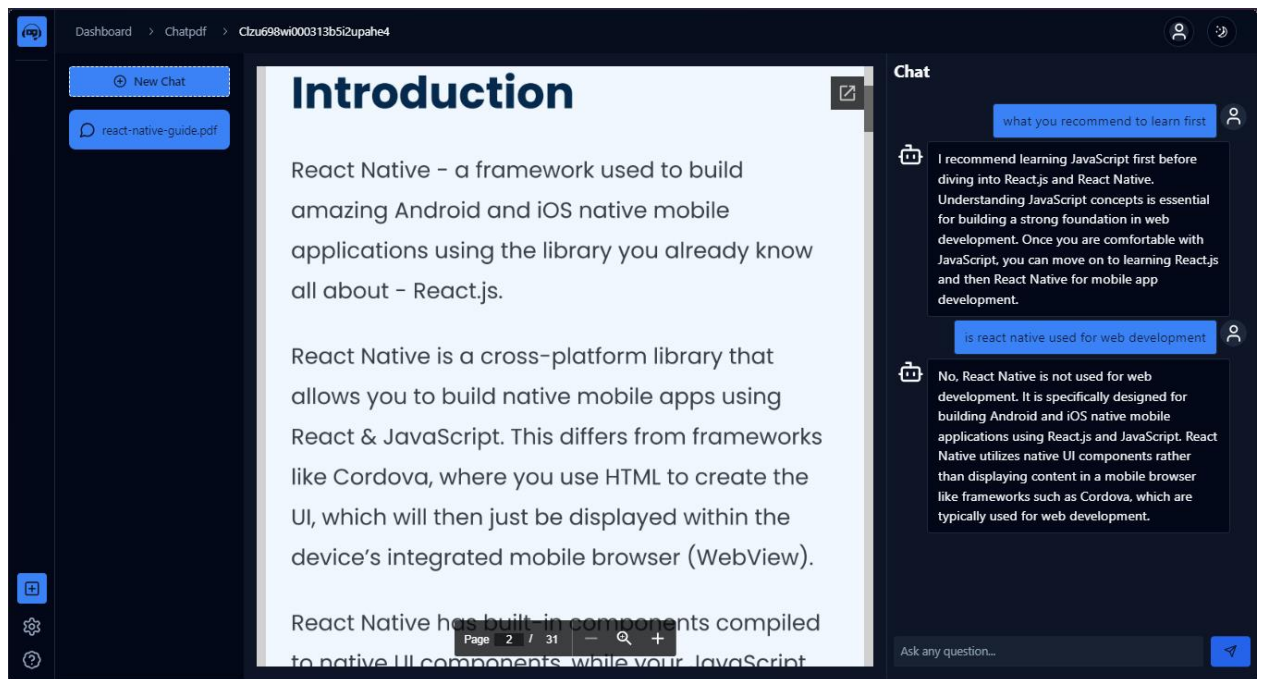 Dashboard > Chatpdf > Clzu698wi000313b5i2upahe4
New Chat
react-native-guide.pdf
Introduction
React Native - a framework used to build
amazing Android and iOS native mobile
applications using the library you already know
all about - React.js.
React Native is a cross-platform library that
allows you to build native mobile apps using
React & JavaScript. This differs from frameworks
like Cordova, where you use HTML to create the
UI, which will then just be displayed within the
device's integrated mobile browser (WebView).
React Native has built-in components compiled
to native UI components, while your JavaScript
Page 2 / 31
Chat
what you recommend to learn first
I recommend learning JavaScript first before
diving into React.js and React Native.
Understanding JavaScript concepts is essential
for building a strong foundation in web
development. Once you are comfortable with
JavaScript, you can move on to learning React.js
and then React Native for mobile app
development.
is react native used for web development
No, React Native is not used for web
development. It is specifically designed for
building Android and iOS native mobile
applications using React.js and JavaScript. React
Native utilizes native UI components rather
than displaying content in a mobile browser
like frameworks such as Cordova, which are
typically used for web development.
Ask any question...